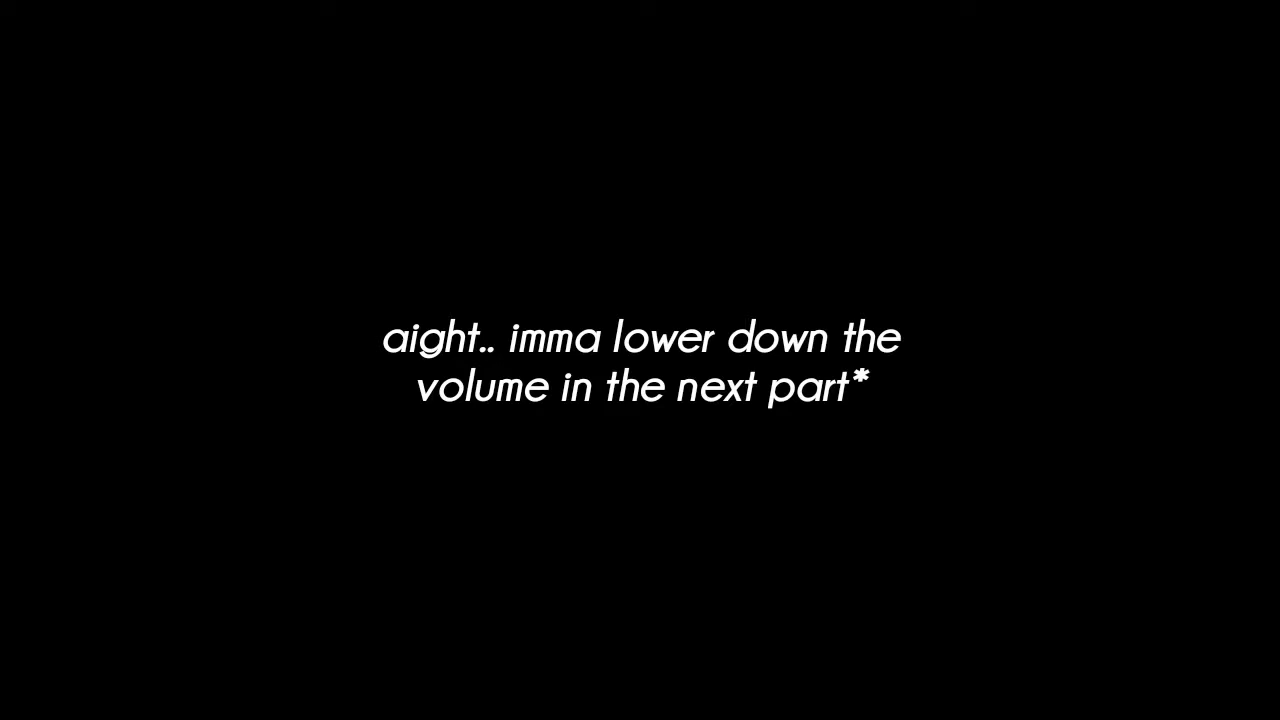 aight.. imma lower down the
volume in the next part*